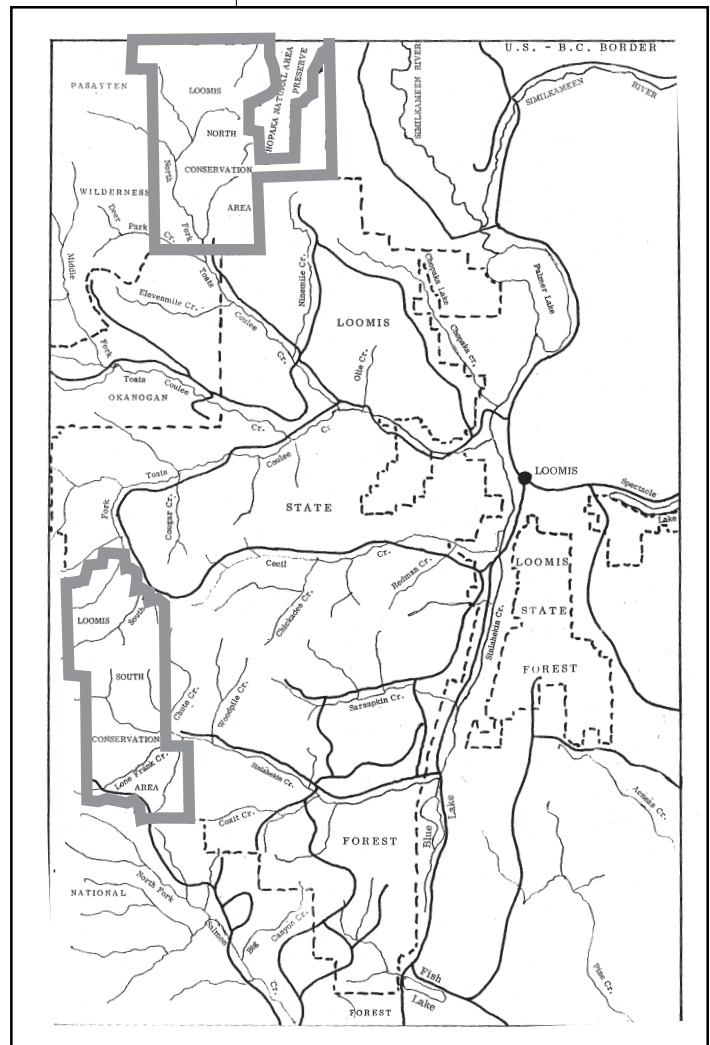 U.S. - B.C. BORDER
PASAYTEN
LOOMIS
HOPAKA NATURAL AREA
PRESERVE
SIMILKAMEEN RIVER
SIMILKAMEEN
RIVER
NORTH
North
CONSERVATION
WILDERNESS
AREA
Deer
Park
Cr.
Fork
Middle
Toats
Ninemile Cr.
Chopaka Lake
Palmer Lake
Elevenmile Cr.
Coulee
LOOMIS
Chopaka cr.
Fork
Cr.
Olie Cr.
Toats
Coulee
OKANOGAN
Cr.
Cr
Coulee
Toats
LOOMIS
Spectacle
Lake
Fork
Cougar Cr.
STATE
Cecil
Cr.
Redman Cr.
LOOMIS
LOOMIS
South
Chickadee Cr.
STATE
Sinlahekin Cr.
SOUTH
FOREST
Chute Cr.
Woodpile Cr.
Sarsapkin Cr.
CONSERVATION
Lone Frank Cr.
AREA
Sinlahekin Cr.
Aeneas Cr.
Coxit Cr.
Blue
Lake
FOREST
NATIONAL
North Fork
Salmon
Big
Canyon Cr.
Cr.
Fish
Lake
Pine Cr.
FOREST